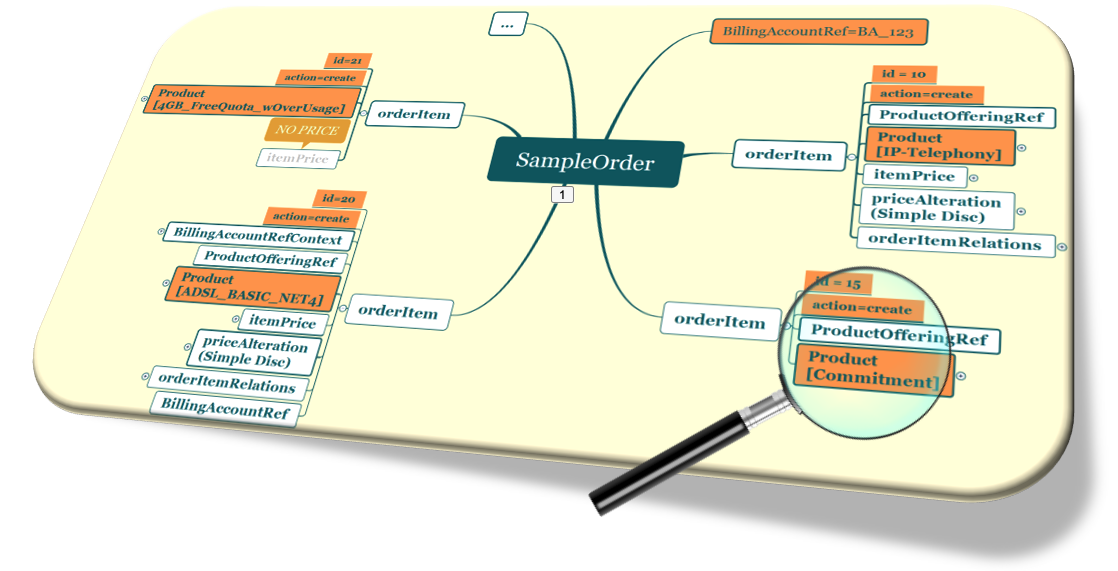 ...
BillingAccountRef=BA_123
SampleOrder
1
id=21
action=create
Product
[4GB_FreeQuota_wOverUsage]
NO PRICE
itemPrice
orderItem
id=20
action=create
BillingAccountRefContext
ProductOfferingRef
Product
[ADSL_BASIC_NET4]
itemPrice
priceAlteration
(Simple Disc)
orderItemRelations
BillingAccountRef
orderItem
orderItem
id = 10
action=create
ProductOfferingRef
Product
[IP-Telephony]
itemPrice
priceAlteration
(Simple Disc)
orderItemRelations
orderItem
id = 15
action=create
ProductOfferingRef
Product
[Commitment]